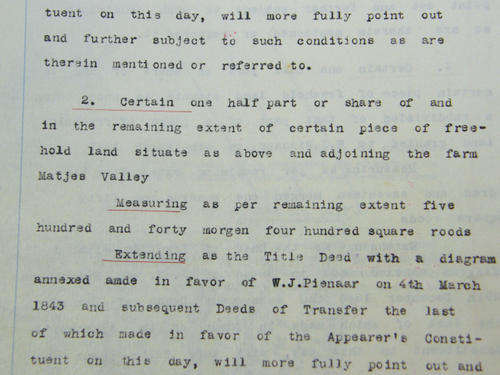 tuent on this day, will more fully point out
and further subject to such conditions as are
therein mentioned or referred to.
2. Certain one half part or share of and
in the remaining extent of certain piece of free-
hold land situate as above and adjoining the farm
Matjes Valley
Measuring as per remaining extent five
hundred and forty morgen four hundred square roods
Extending as the Title Deed with a diagram
annexed amde in favor of W.J.Pienaar on 4th March
1843 and subsequent Deeds of Transfer the last
of which made in favor of the Appearer's Consti-
tuent on this day, will more fully point out and